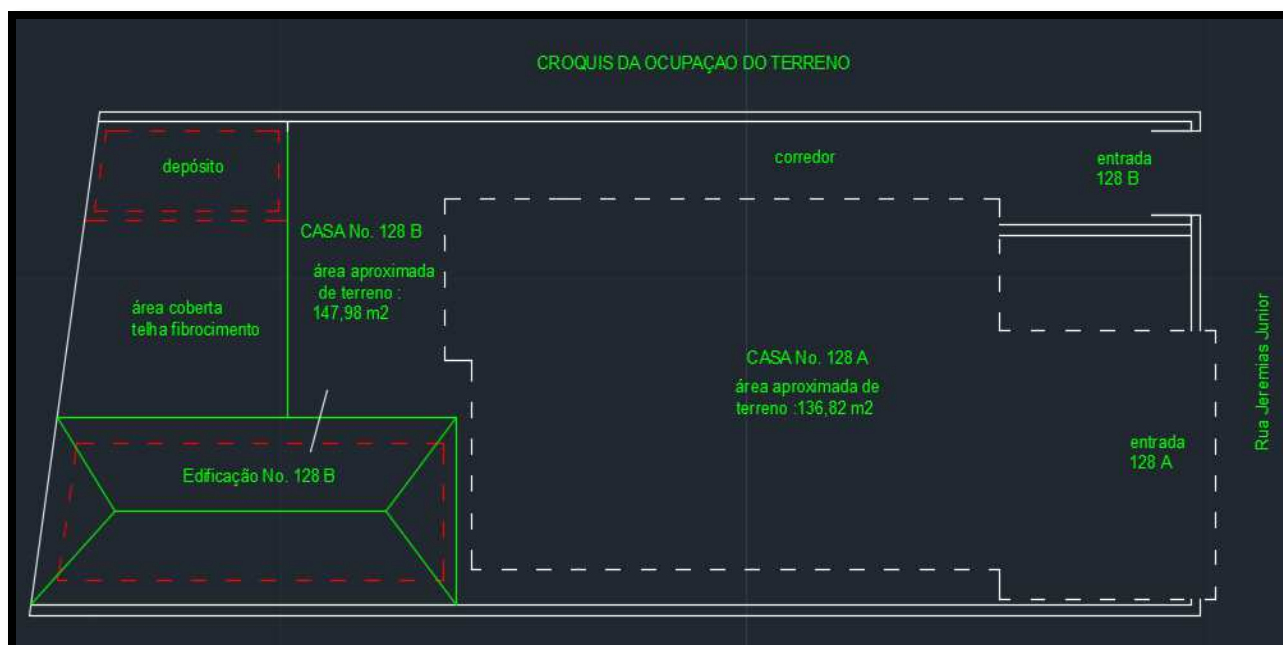 CROQUIS DA OCUPAÇAO DO TERRENO
depósito
corredor
entrada
128 B
CASA No. 128 B
área aproximada
de terreno :
147,98 m2
área coberta
telha fibrocimento
CASA No. 128 A
área aproximada de
terreno :136,82 m2
Rua Jeremias Junior
entrada
128 A
Edificação No. 128 B